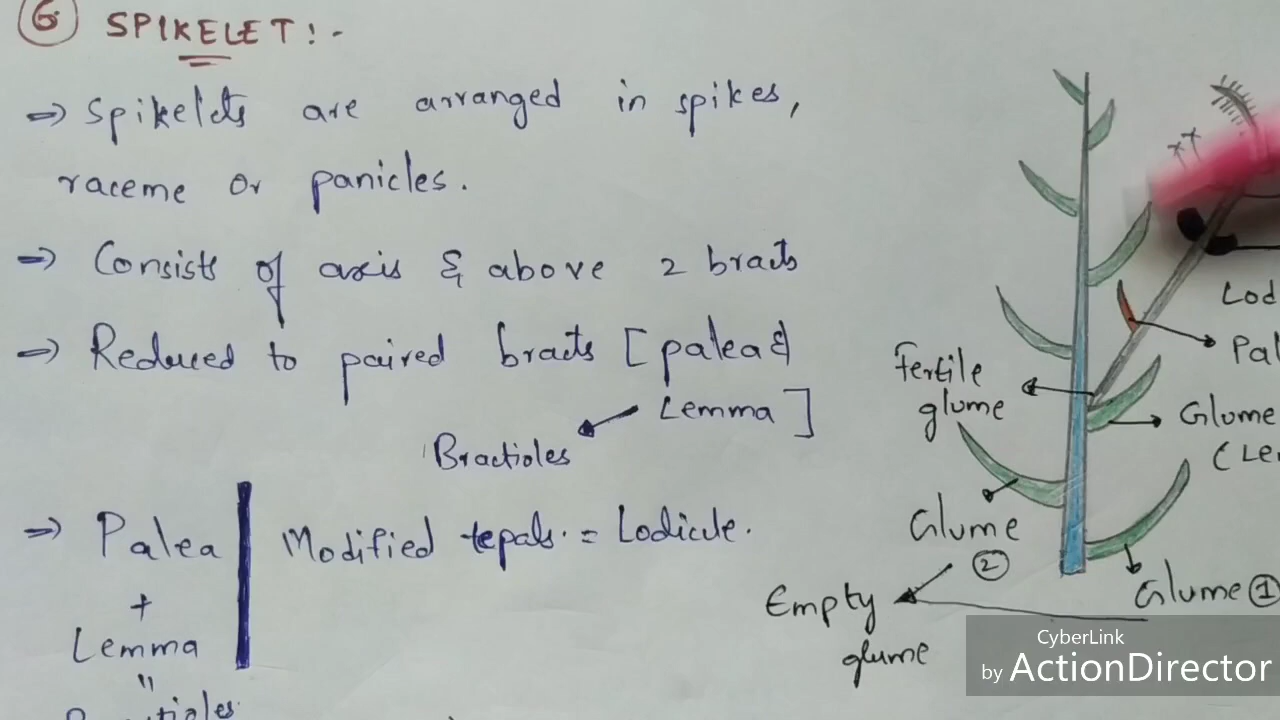 6 SPIKELET! -
⇒ Spikelets are arranged in spikes,
raceme or panicles.
⇒ Consists of axis & above 2 bracts
⇒ Reduced to paired bracts [palea &
Lemma]
Bractioles
⇒ Palea | Modified tepals. = Lodicule.
+
Lemma
"
Lod
Pal
Fertile
glume
Glume
(Le
Glume
2
Glume 1
Empty
glume
CyberLink
by ActionDirector